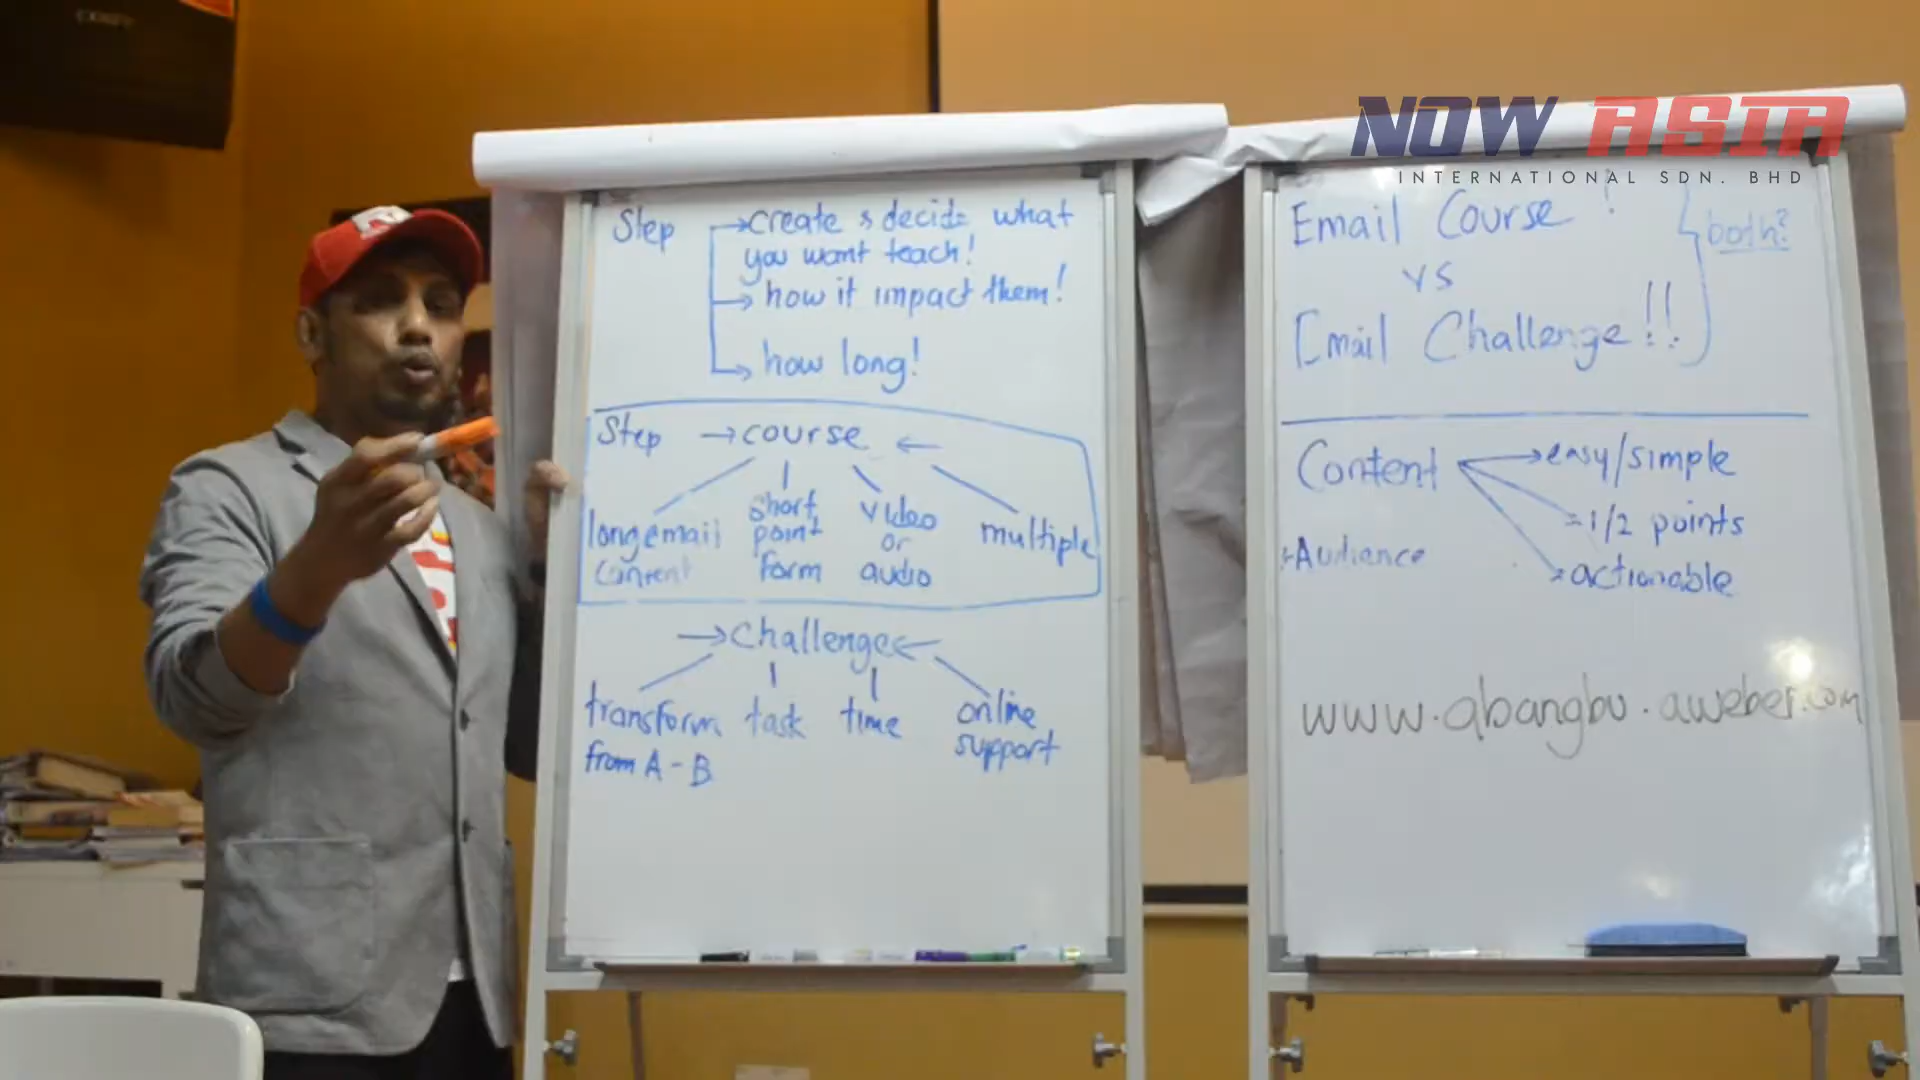 NOW ASIA
INTERNATIONAL SDN. BHD
Step → create & decide what
you want teach!
→ how it impact them!
→ how long!
Step → course ←
long email
content
short
point
form
video
or
audio
multiple
→ Challenge ←
transform
from A - B
task
time
online
support
Email Course !
vs
Email Challenge !!
both?
Content → easy/simple
→ 1/2 points
→ actionable
Audience
www.abangbu.aweber.com